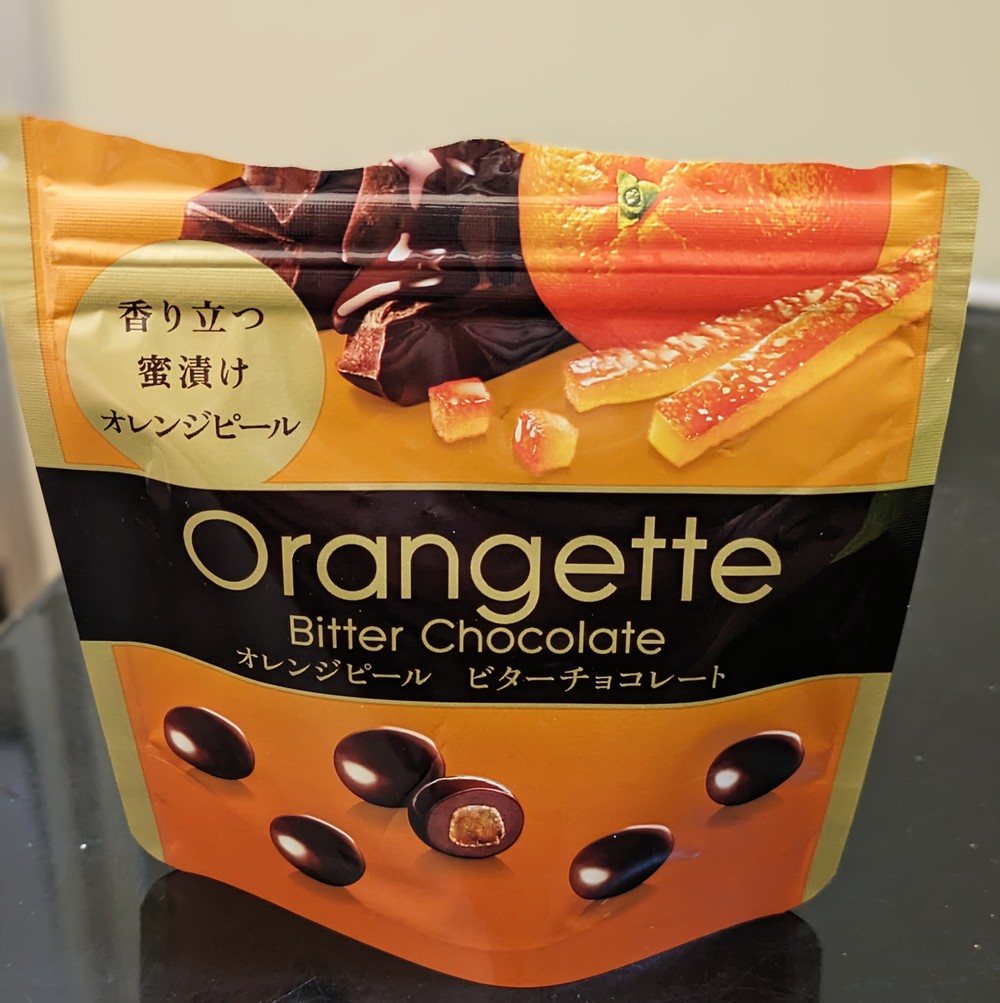 香り立つ
蜜漬け
オレンジピール
Orangette
Bitter Chocolate
オレンジピール ビターチョコレート